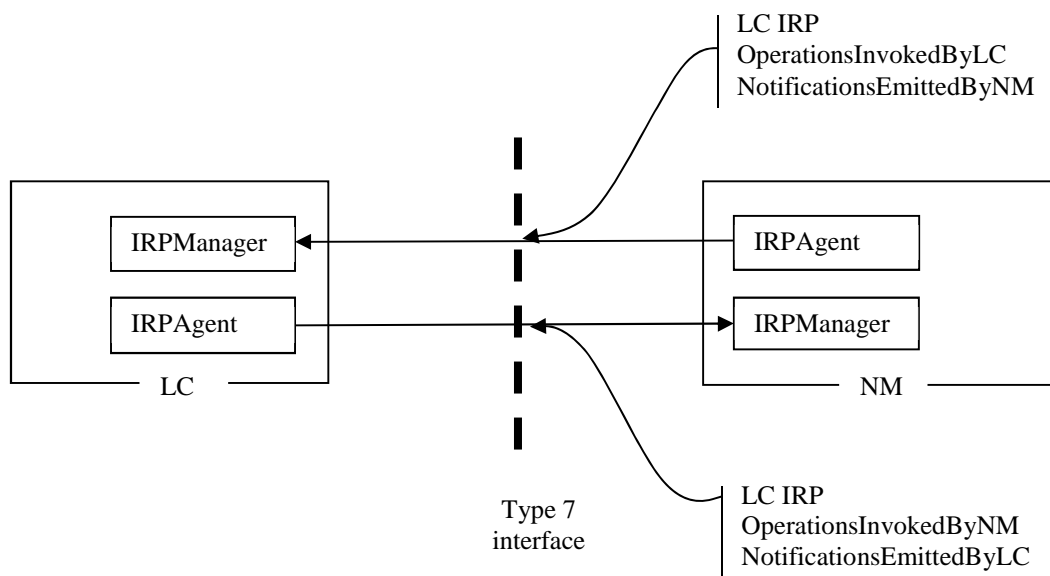 LC IRP
OperationsInvokedByLC
NotificationsEmittedByNM
IRPManager
IRPAgent
IRPAgent
IRPManager
LC
NM
Type 7
interface
LC IRP
OperationsInvokedByNM
NotificationsEmittedByLC